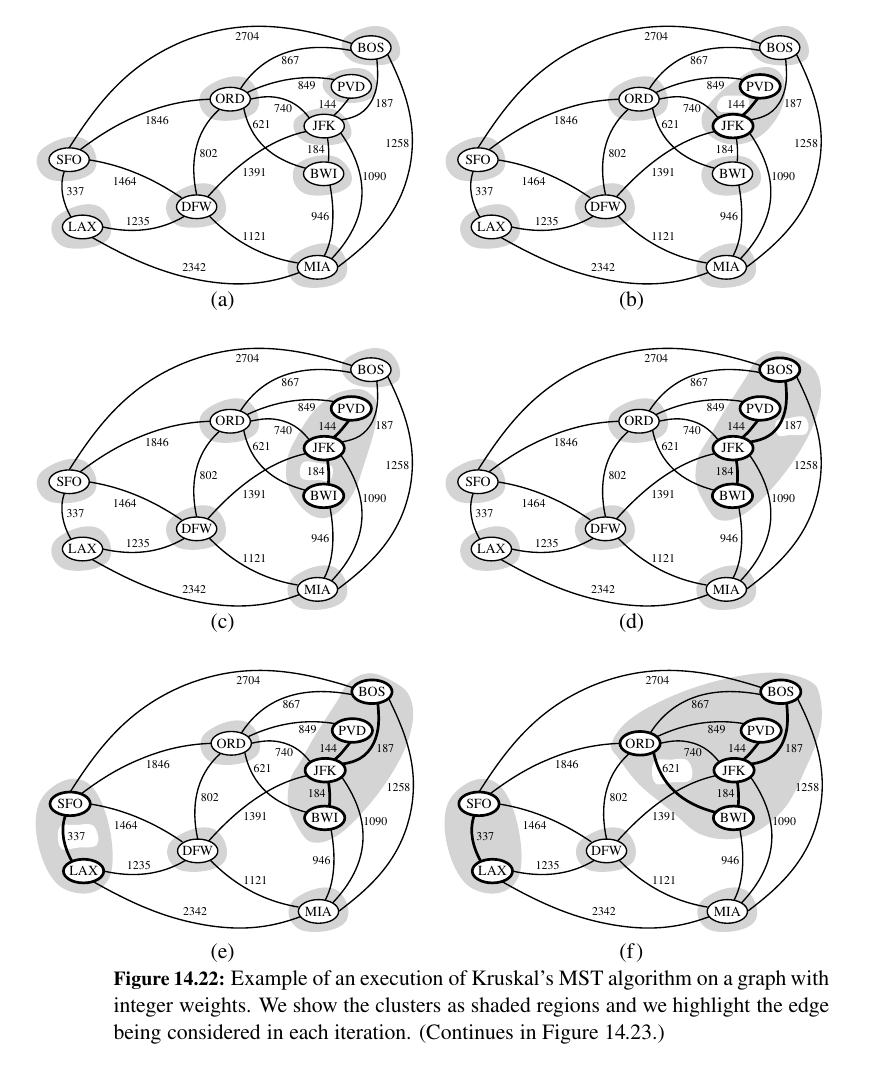 2704
BOS
867
PVD
849
ORD
144
187
740
JFK
1846
621
184
1258
802
SFO
1391
BWI
1090
1464
337
DFW
946
1235
LAX
1121
MIA
2342
(a)
2704
BOS
867
PVD
849
ORD
144
187
740
JFK
1846
621
184
1258
802
SFO
1391
BWI
1090
1464
337
DFW
946
1235
LAX
1121
MIA
2342
(b)
2704
BOS
867
PVD
849
ORD
144
187
740
JFK
1846
621
184
1258
802
SFO
1391
BWI
1090
1464
337
DFW
946
1235
LAX
1121
MIA
2342
(c)
2704
BOS
867
PVD
849
ORD
144
187
740
JFK
1846
621
184
1258
802
SFO
1391
BWI
1090
1464
337
DFW
946
1235
LAX
1121
MIA
2342
(d)
2704
BOS
867
PVD
849
ORD
144
187
740
JFK
1846
621
184
1258
802
SFO
1391
BWI
1090
1464
337
DFW
946
1235
LAX
1121
MIA
2342
(e)
2704
BOS
867
PVD
849
ORD
144
187
740
JFK
1846
621
184
1258
802
SFO
1391
BWI
1090
1464
337
DFW
946
1235
LAX
1121
MIA
2342
(f)
Figure 14.22: Example of an execution of Kruskal's MST algorithm on a graph with
integer weights. We show the clusters as shaded regions and we highlight the edge
being considered in each iteration. (Continues in Figure 14.23.)